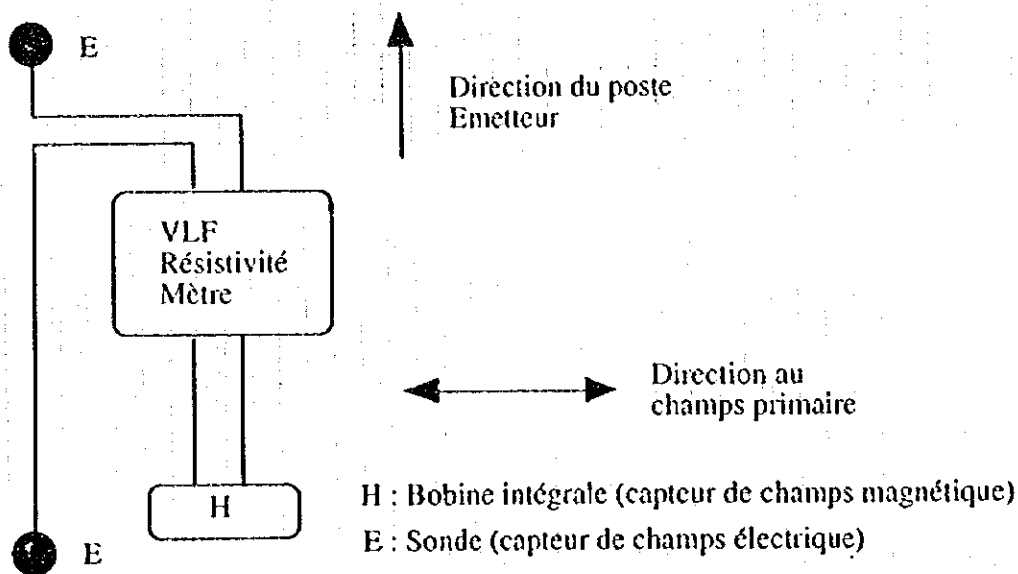 E
Direction du poste
Emetteur
VLF
Résistivité
Mètre
Direction au
champs primaire
H
H : Bobine intégrale (capteur de champs magnétique)
E
E : Sonde (capteur de champs électrique)